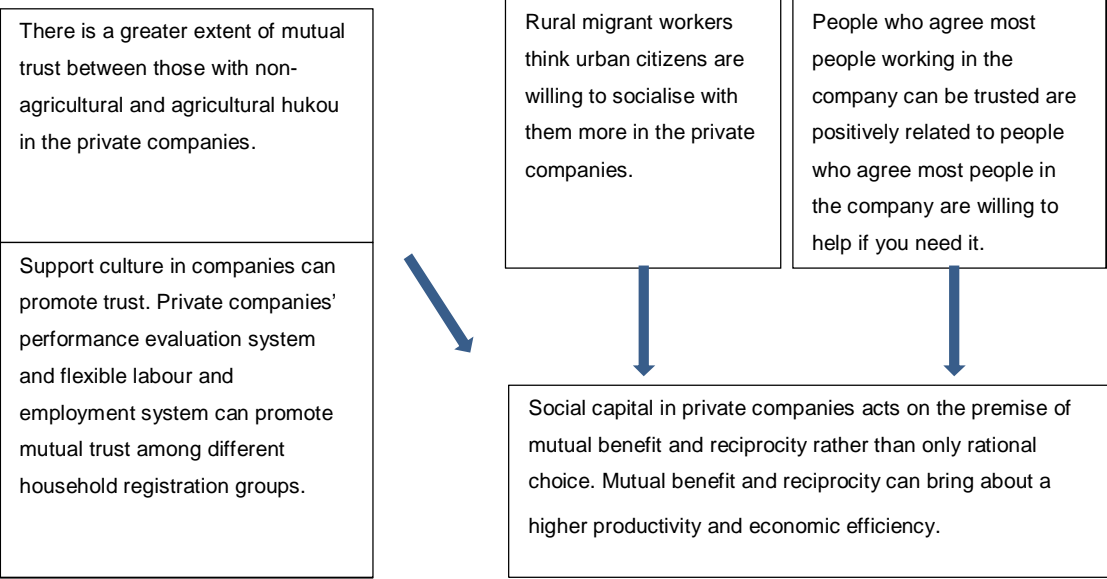 There is a greater extent of mutual
trust between those with non-
agricultural and agricultural hukou
in the private companies.
Support culture in companies can
promote trust. Private companies’
performance evaluation system
and flexible labour and
employment system can promote
mutual trust among different
household registration groups.
Rural migrant workers
think urban citizens are
willing to socialise with
them more in the private
companies.
People who agree most
people working in the
company can be trusted are
positively related to people
who agree most people in
the company are willing to
help if you need it.
Social capital in private companies acts on the premise of
mutual benefit and reciprocity rather than only rational
choice. Mutual benefit and reciprocity can bring about a
higher productivity and economic efficiency.